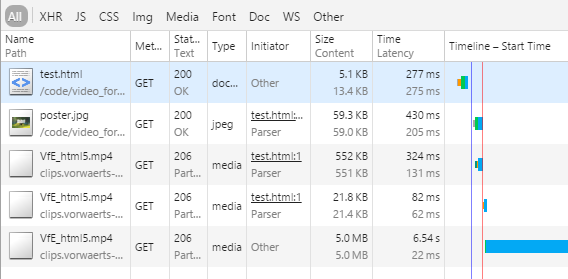 All XHR JS CSS Img Media Font Doc WS Other
Name Met... Stat... Type Initiator Size Time Timeline – Start Time
Path Text Content Latency
test.html GET 200 doc... Other 5.1 KB 277 ms
/code/video_for... OK 13.4 KB 275 ms
poster.jpg GET 200 jpeg test.html:... 59.3 KB 430 ms
/code/video_for... OK Parser 59.0 KB 205 ms
VfE_html5.mp4 GET 206 media test.html:1 552 KB 324 ms
clips.vorwaerts-... Part... Parser 551 KB 131 ms
VfE_html5.mp4 GET 206 media test.html:1 21.8 KB 82 ms
clips.vorwaerts-... Part... Parser 21.4 KB 62 ms
VfE_html5.mp4 GET 206 media Other 5.0 MB 6.54 s
clips.vorwaerts-... Part... 5.0 MB 22 ms